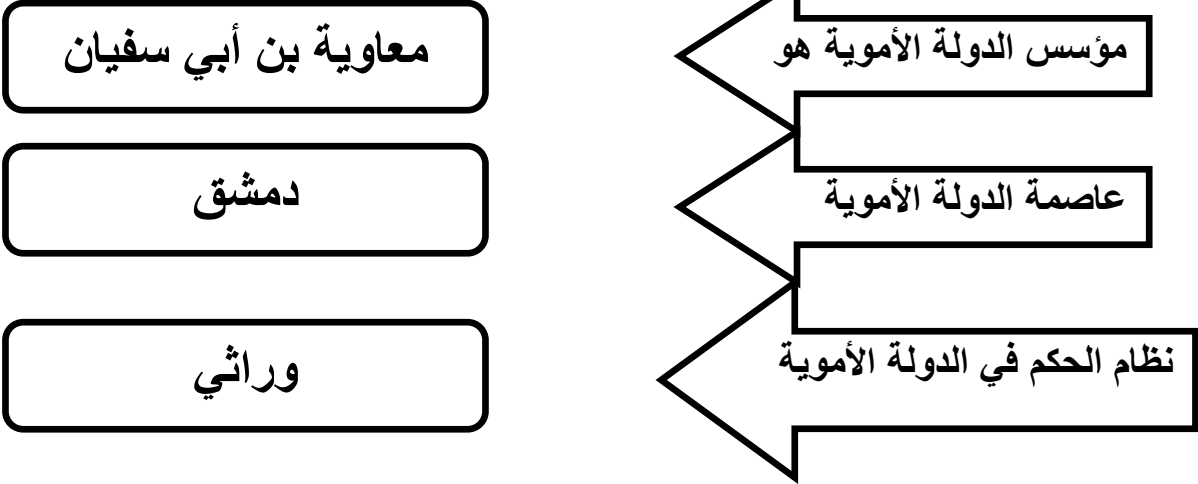 مؤسس الدولة الأموية هو
معاوية بن أبي سفيان
عاصمة الدولة الأموية
دمشق
نظام الحكم في الدولة الأموية
وراثي